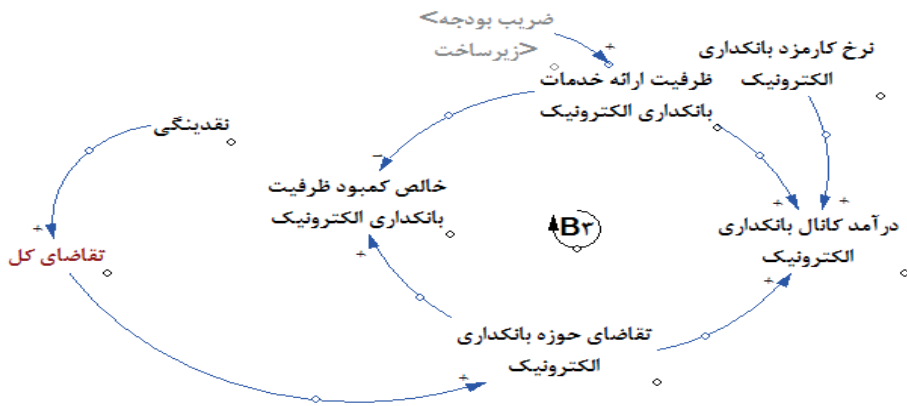 <ضریب بودجه
زیرساخت>
نرخ کارمزد بانکداری
الکترونیک
ظرفیت ارائه خدمات
بانکداری الکترونیک
نقدینگی
خالص کمبود ظرفیت
بانکداری الکترونیک
B۳
درآمد کانال بانکداری
الکترونیک
تقاضای کل
تقاضای حوزه بانکداری
الکترونیک